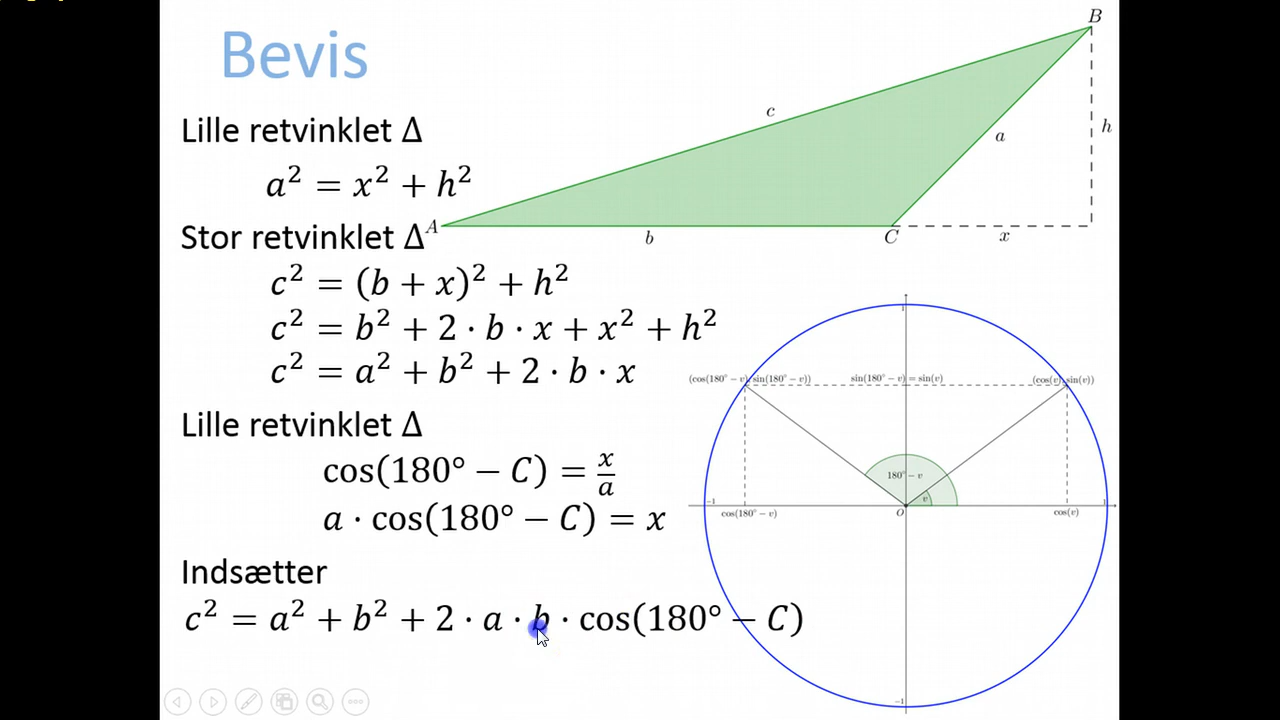 Bevis
Lille retvinklet Δ
a² = x² + h²
Stor retvinklet Δ
c² = (b + x)² + h²
c² = b² + 2 · b · x + x² + h²
c² = a² + b² + 2 · b · x
Lille retvinklet Δ
cos(180° − C) = x/a
a · cos(180° − C) = x
Indsætter
c² = a² + b² + 2 · a · b · cos(180° − C)
B
c
h
a
A
b
C
x
1
(cos(180° − v), sin(180° − v))
sin(180° − v) = sin(v)
(cos(v), sin(v))
180° − v
v
−1
1
cos(180° − v)
O
cos(v)
−1